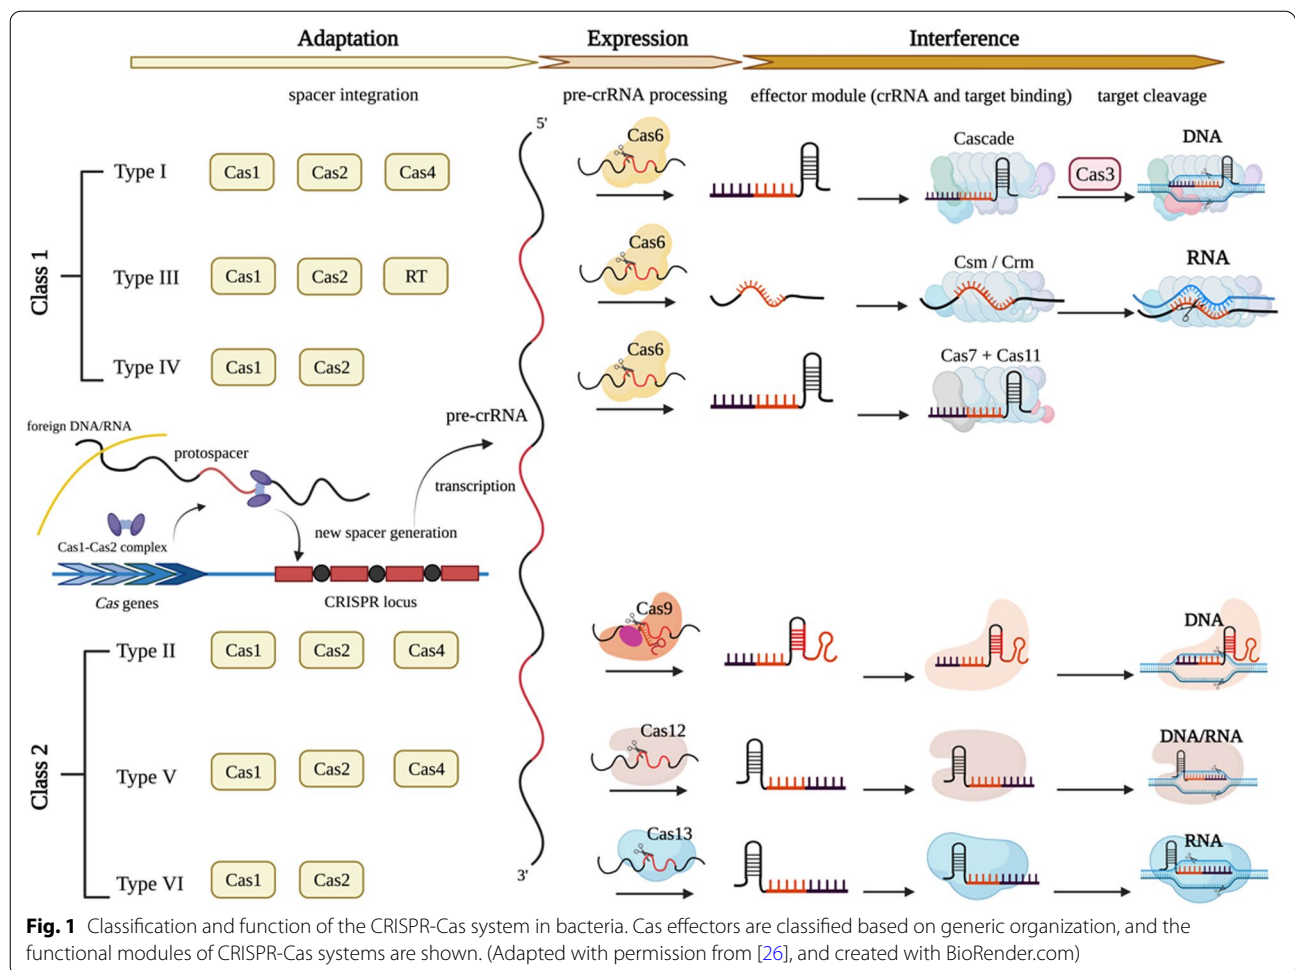 Adaptation Expression Interference
spacer integration pre-crRNA processing effector module (crRNA and target binding) target cleavage
5'
Class 1
Type I Cas1 Cas2 Cas4 Cas6 Cascade Cas3 DNA
Type III Cas1 Cas2 RT Cas6 Csm / Crm RNA
Type IV Cas1 Cas2 Cas6 Cas7 + Cas11
pre-crRNA
foreign DNA/RNA
protospacer
transcription
new spacer generation
Cas1-Cas2 complex
Cas genes CRISPR locus
Class 2
Type II Cas1 Cas2 Cas4 Cas9 DNA
Type V Cas1 Cas2 Cas4 Cas12 DNA/RNA
Type VI Cas1 Cas2 Cas13 RNA
3'
Fig. 1 Classification and function of the CRISPR-Cas system in bacteria. Cas effectors are classified based on generic organization, and the
functional modules of CRISPR-Cas systems are shown. (Adapted with permission from [26], and created with BioRender.com)